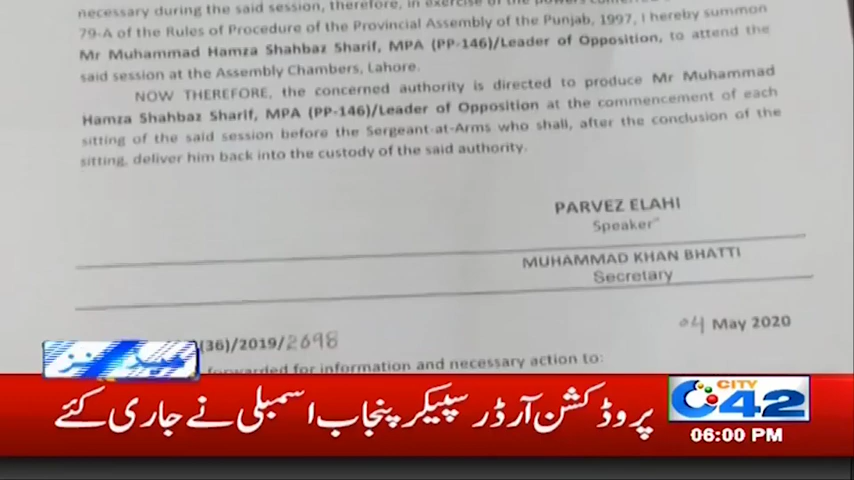 necessary during the said session, therefore, in exercise of the powers
79-A of the Rules of Procedure of the Provincial Assembly of the Punjab, 1997, I hereby summon
Mr Muhammad Hamza Shahbaz Sharif, MPA (PP-146)/Leader of Opposition, to attend the
said session at the Assembly Chambers, Lahore.
NOW THEREFORE, the concerned authority is directed to produce Mr Muhammad
Hamza Shahbaz Sharif, MPA (PP-146)/Leader of Opposition at the commencement of each
sitting of the said session before the Sergeant-at-Arms who shall, after the conclusion of the
sitting, deliver him back into the custody of the said authority.
PARVEZ ELAHI
Speaker"
MUHAMMAD KHAN BHATTI
Secretary
(36)/2019/2698
04 May 2020
forwarded for information and necessary action to:
ہیڈ لائنز
پروڈکشن آرڈر سپیکر پنجاب اسمبلی نے جاری کئے
CITY
42
06:00 PM